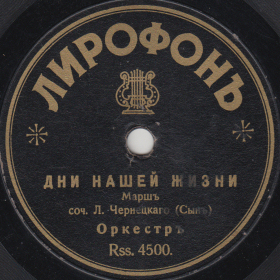 ЛИРОФОНЪ
ДНИ НАШЕЙ ЖИЗНИ
Маршъ
соч. Л. Чернецкаго (Сынъ)
Оркестръ
Rss. 4500.